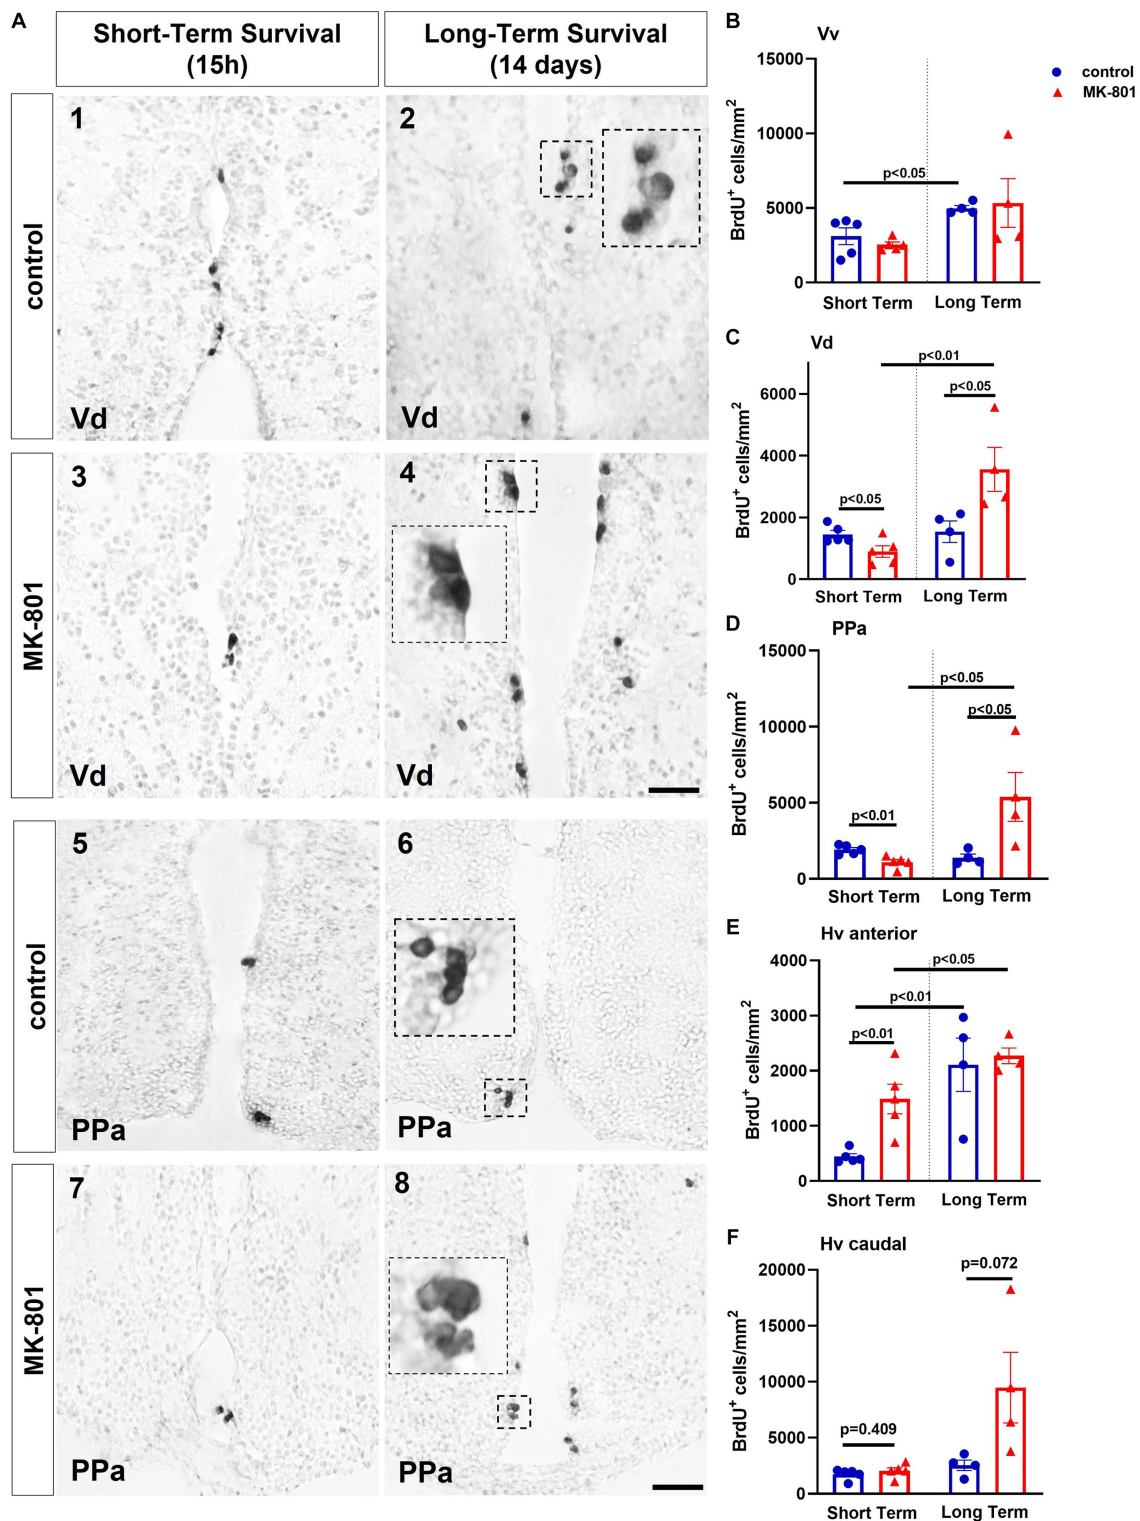 A
Short-Term Survival
(15h)
Long-Term Survival
(14 days)
control
1
Vd
2
Vd
MK-801
3
Vd
4
Vd
control
5
PPa
6
PPa
MK-801
7
PPa
8
PPa
B
Vv
control
MK-801
BrdU+ cells/mm2
15000
10000
5000
0
p<0.05
Short Term
Long Term
C
Vd
BrdU+ cells/mm2
6000
4000
2000
0
p<0.01
p<0.05
p<0.05
Short Term
Long Term
D
PPa
BrdU+ cells/mm2
15000
10000
5000
0
p<0.05
p<0.05
p<0.01
Short Term
Long Term
E
Hv anterior
BrdU+ cells/mm2
4000
3000
2000
1000
0
p<0.05
p<0.01
p<0.01
Short Term
Long Term
F
Hv caudal
BrdU+ cells/mm2
20000
15000
10000
5000
0
p=0.072
p=0.409
Short Term
Long Term